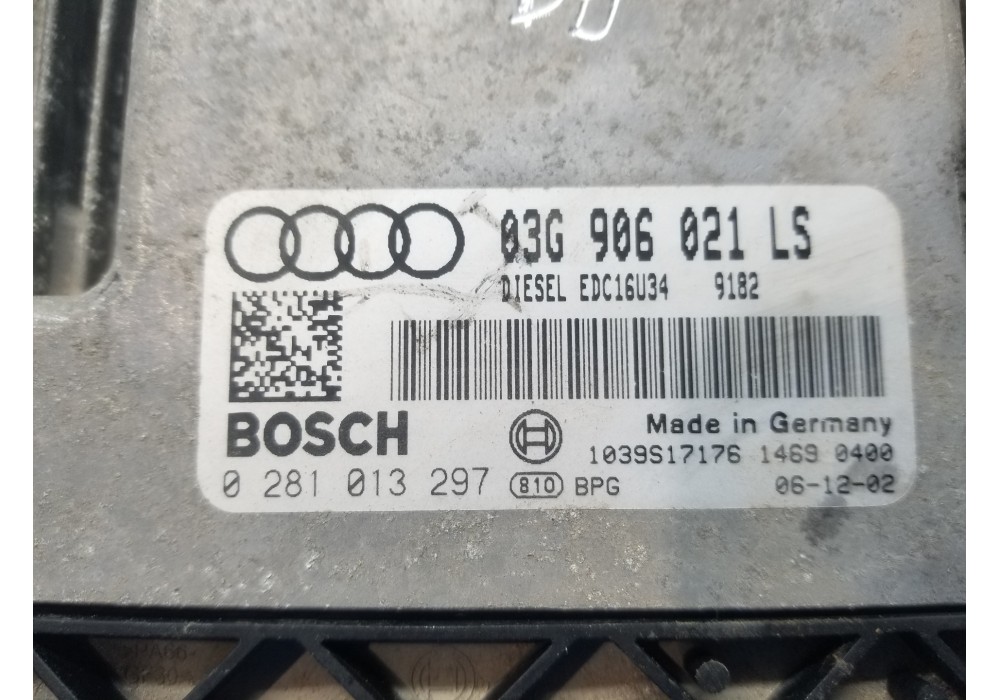 03G 906 021 LS
DIESEL EDC16U34 9182
BOSCH
Made in Germany
1039S17176 1469 0400
0 281 013 297 810 BPG
06-12-02